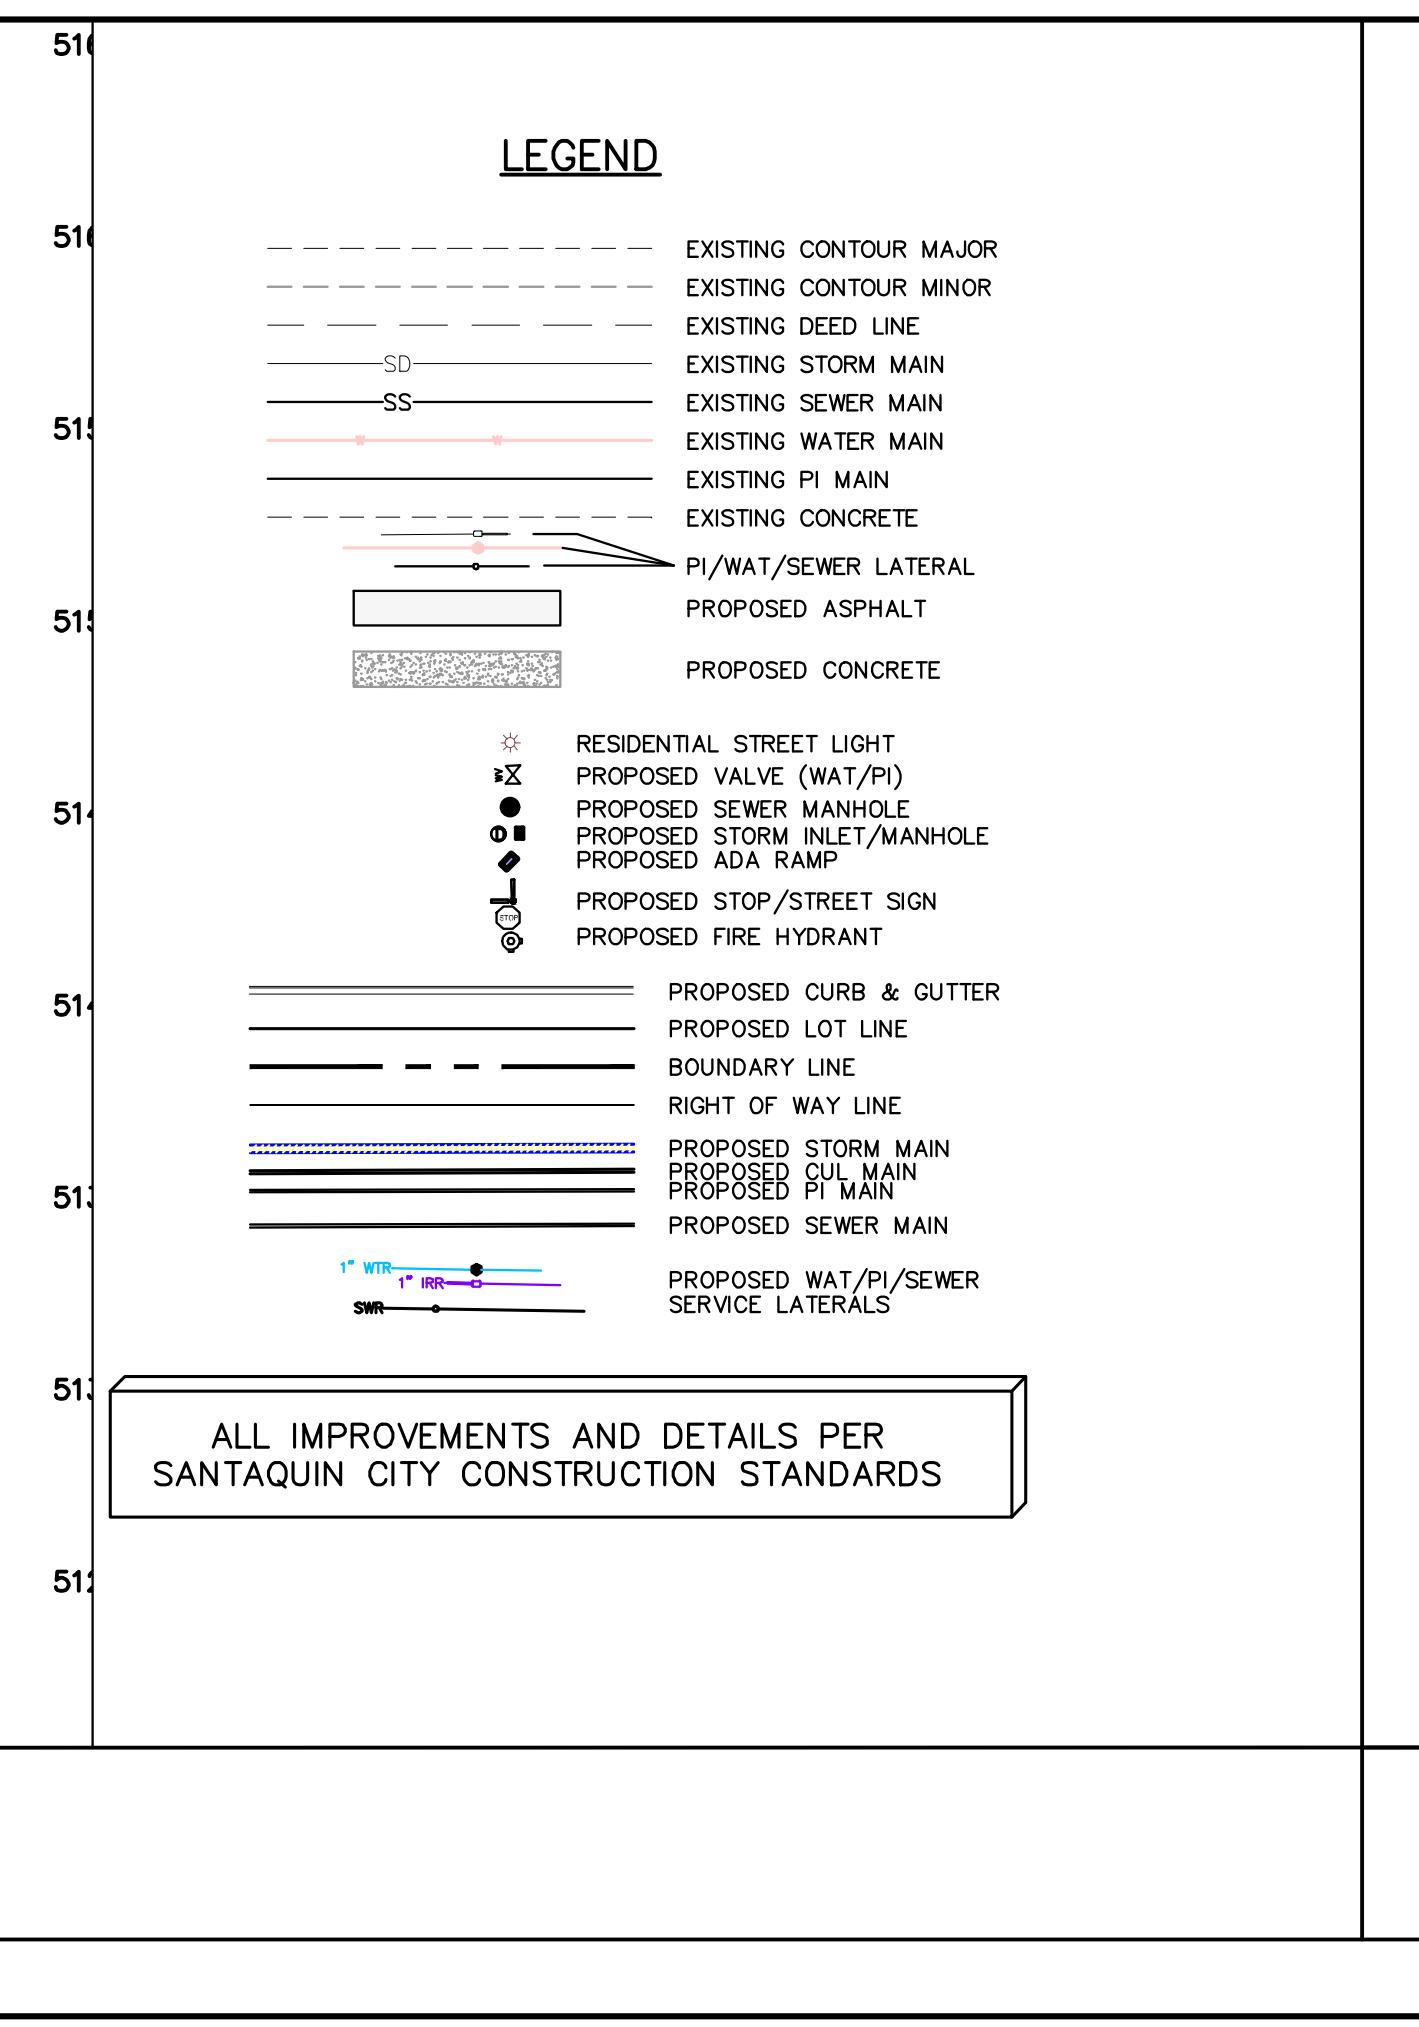 LEGEND
EXISTING CONTOUR MAJOR
EXISTING CONTOUR MINOR
EXISTING DEED LINE
SD EXISTING STORM MAIN
SS EXISTING SEWER MAIN
W W EXISTING WATER MAIN
EXISTING PI MAIN
EXISTING CONCRETE
PI/WAT/SEWER LATERAL
PROPOSED ASPHALT
PROPOSED CONCRETE
RESIDENTIAL STREET LIGHT
WV PROPOSED VALVE (WAT/PI)
PROPOSED SEWER MANHOLE
PROPOSED STORM INLET/MANHOLE
PROPOSED ADA RAMP
PROPOSED STOP/STREET SIGN
STOP
PROPOSED FIRE HYDRANT
PROPOSED CURB & GUTTER
PROPOSED LOT LINE
BOUNDARY LINE
RIGHT OF WAY LINE
PROPOSED STORM MAIN
PROPOSED CUL MAIN
PROPOSED PI MAIN
PROPOSED SEWER MAIN
1" WTR
1" IRR PROPOSED WAT/PI/SEWER
SWR SERVICE LATERALS
ALL IMPROVEMENTS AND DETAILS PER
SANTAQUIN CITY CONSTRUCTION STANDARDS